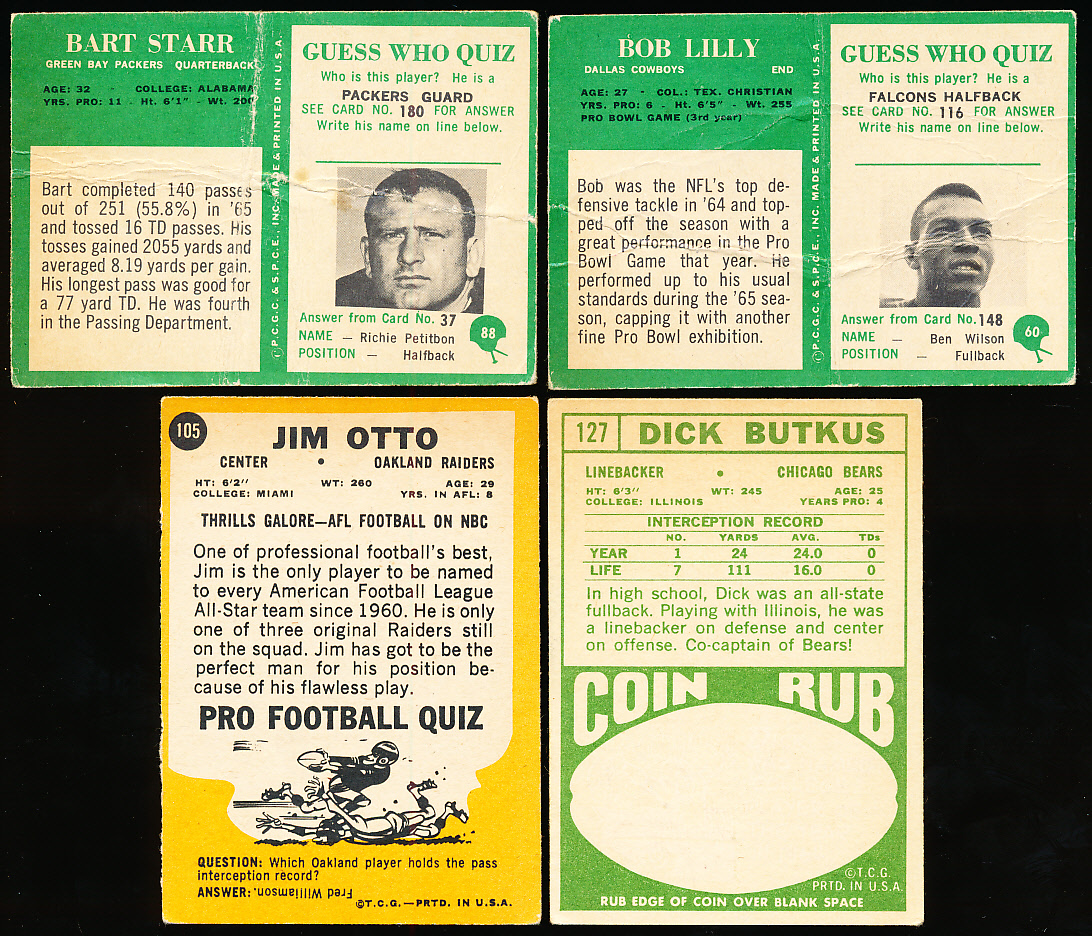 BART STARR
GREEN BAY PACKERS QUARTERBACK
AGE: 32 - COLLEGE: ALABAMA
YRS. PRO: 11 - Ht. 6'1" - Wt. 200
Bart completed 140 passes
out of 251 (55.8%) in '65
and tossed 16 TD passes. His
tosses gained 2055 yards and
averaged 8.19 yards per gain.
His longest pass was good for
a 77 yard TD. He was fourth
in the Passing Department.
©P.C.G.C. & S.P.C.E., INC. MADE & PRINTED IN U.S.A.
GUESS WHO QUIZ
Who is this player? He is a
PACKERS GUARD
SEE CARD NO. 180 FOR ANSWER
Write his name on line below.
Answer from Card No. 37
NAME — Richie Petitbon
POSITION — Halfback
88
BOB LILLY
DALLAS COWBOYS END
AGE: 27 - COL.: TEX. CHRISTIAN
YRS. PRO: 6 - Ht. 6'5" - Wt. 255
PRO BOWL GAME (3rd year)
Bob was the NFL's top de-
fensive tackle in '64 and top-
ped off the season with a
great performance in the Pro
Bowl Game that year. He
performed up to his usual
standards during the '65 sea-
son, capping it with another
fine Pro Bowl exhibition.
©P.C.G.C. & S.P.C.E., INC. MADE & PRINTED IN U.S.A.
GUESS WHO QUIZ
Who is this player? He is a
FALCONS HALFBACK
SEE CARD NO. 116 FOR ANSWER
Write his name on line below.
Answer from Card No. 148
NAME — Ben Wilson
POSITION — Fullback
60
105
JIM OTTO
CENTER • OAKLAND RAIDERS
HT: 6'2" WT: 260 AGE: 29
COLLEGE: MIAMI YRS. IN AFL: 8
THRILLS GALORE—AFL FOOTBALL ON NBC
One of professional football's best,
Jim is the only player to be named
to every American Football League
All-Star team since 1960. He is only
one of three original Raiders still
on the squad. Jim has got to be the
perfect man for his position be-
cause of his flawless play.
PRO FOOTBALL QUIZ
QUESTION: Which Oakland player holds the pass
interception record?
ANSWER: Fred Williamson.
©T.C.G.—PRTD. IN U.S.A.
127 DICK BUTKUS
LINEBACKER • CHICAGO BEARS
HT: 6'3" WT: 245 AGE: 25
COLLEGE: ILLINOIS YEARS PRO: 4
INTERCEPTION RECORD
NO. YARDS AVG. TDs
YEAR 1 24 24.0 0
LIFE 7 111 16.0 0
In high school, Dick was an all-state
fullback. Playing with Illinois, he was
a linebacker on defense and center
on offense. Co-captain of Bears!
COIN RUB
©T.C.G.
PRTD. IN U.S.A.
RUB EDGE OF COIN OVER BLANK SPACE